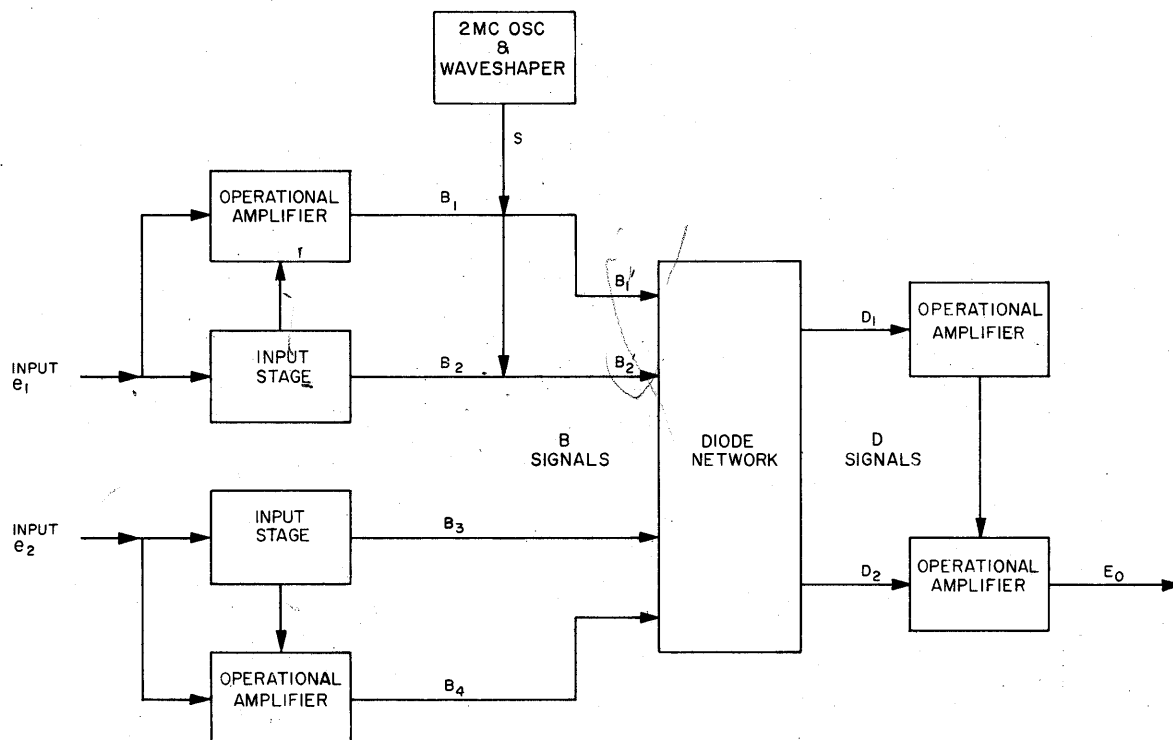 2MC OSC
&
WAVESHAPER
S
OPERATIONAL
AMPLIFIER
B1
B1'
INPUT
e1
INPUT
STAGE
B2
B2'
D1
OPERATIONAL
AMPLIFIER
B
SIGNALS
DIODE
NETWORK
D
SIGNALS
INPUT
e2
INPUT
STAGE
B3
D2
OPERATIONAL
AMPLIFIER
E0
OPERATIONAL
AMPLIFIER
B4